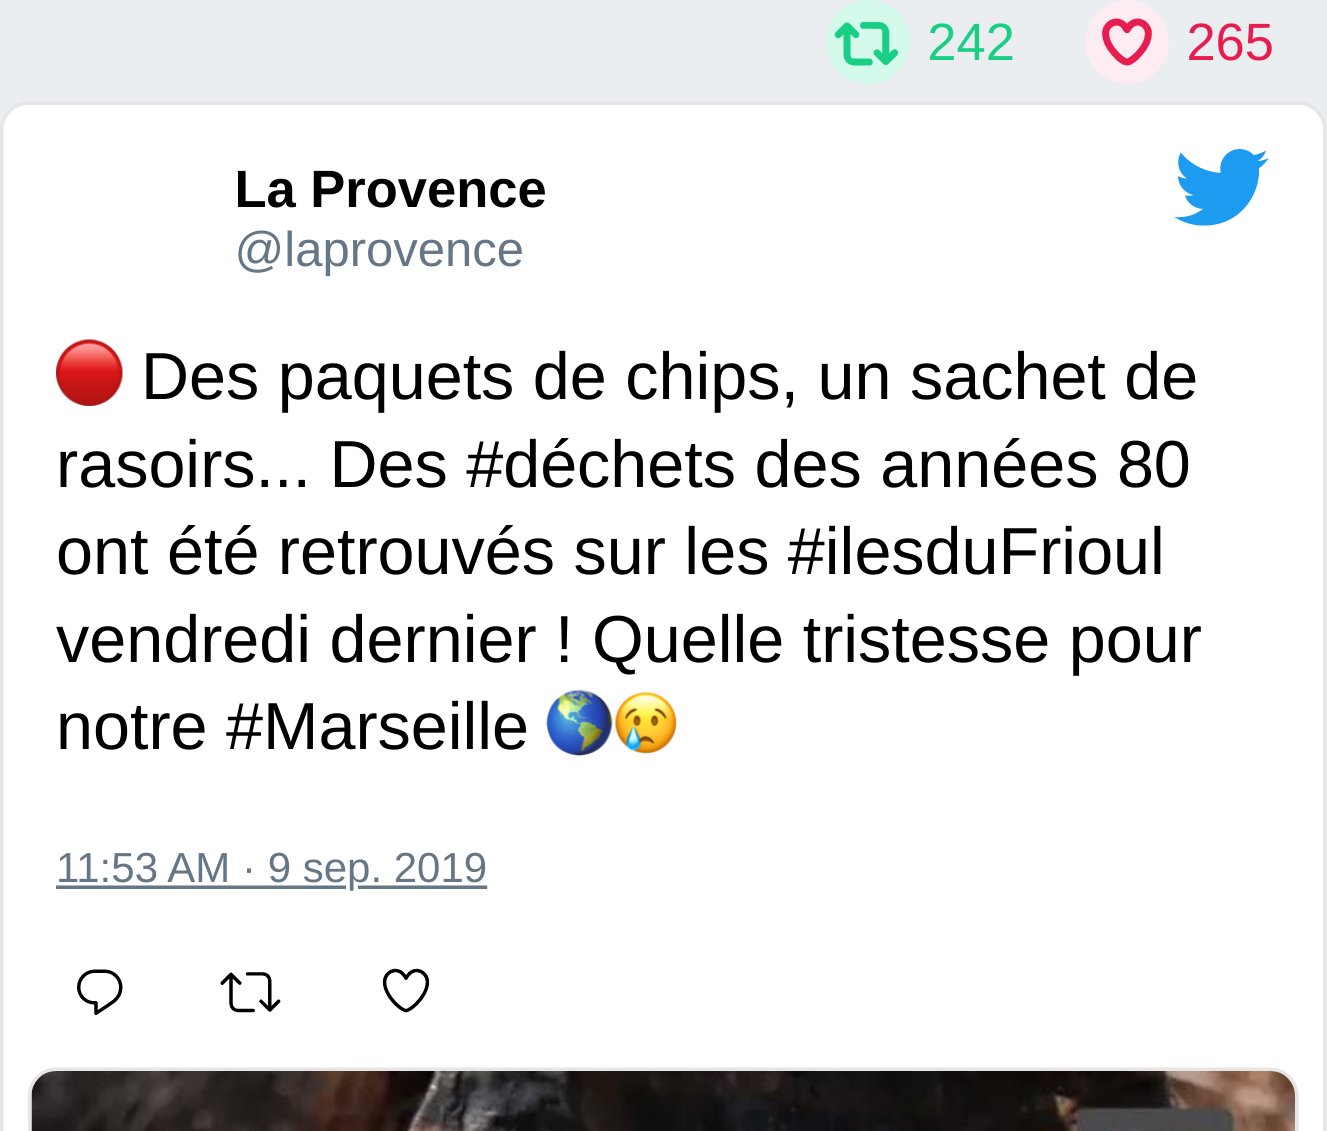 242 265
La Provence
@laprovence
🔴 Des paquets de chips, un sachet de
rasoirs... Des #déchets des années 80
ont été retrouvés sur les #ilesduFrioul
vendredi dernier ! Quelle tristesse pour
notre #Marseille 🌎😢
11:53 AM · 9 sep. 2019